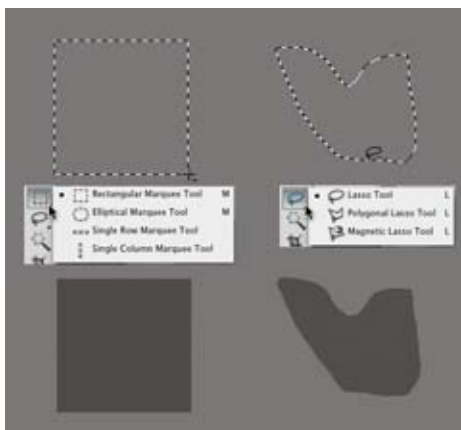 Rectangular Marquee Tool M
Elliptical Marquee Tool M
Single Row Marquee Tool
Single Column Marquee Tool
Lasso Tool L
Polygonal Lasso Tool L
Magnetic Lasso Tool L